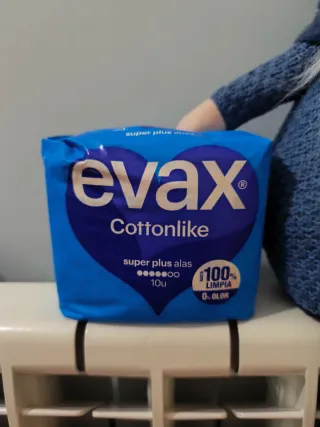 super plus alas
evax®
Cottonlike
super plus alas
10u
100%
LIMPIA
0% OLOR